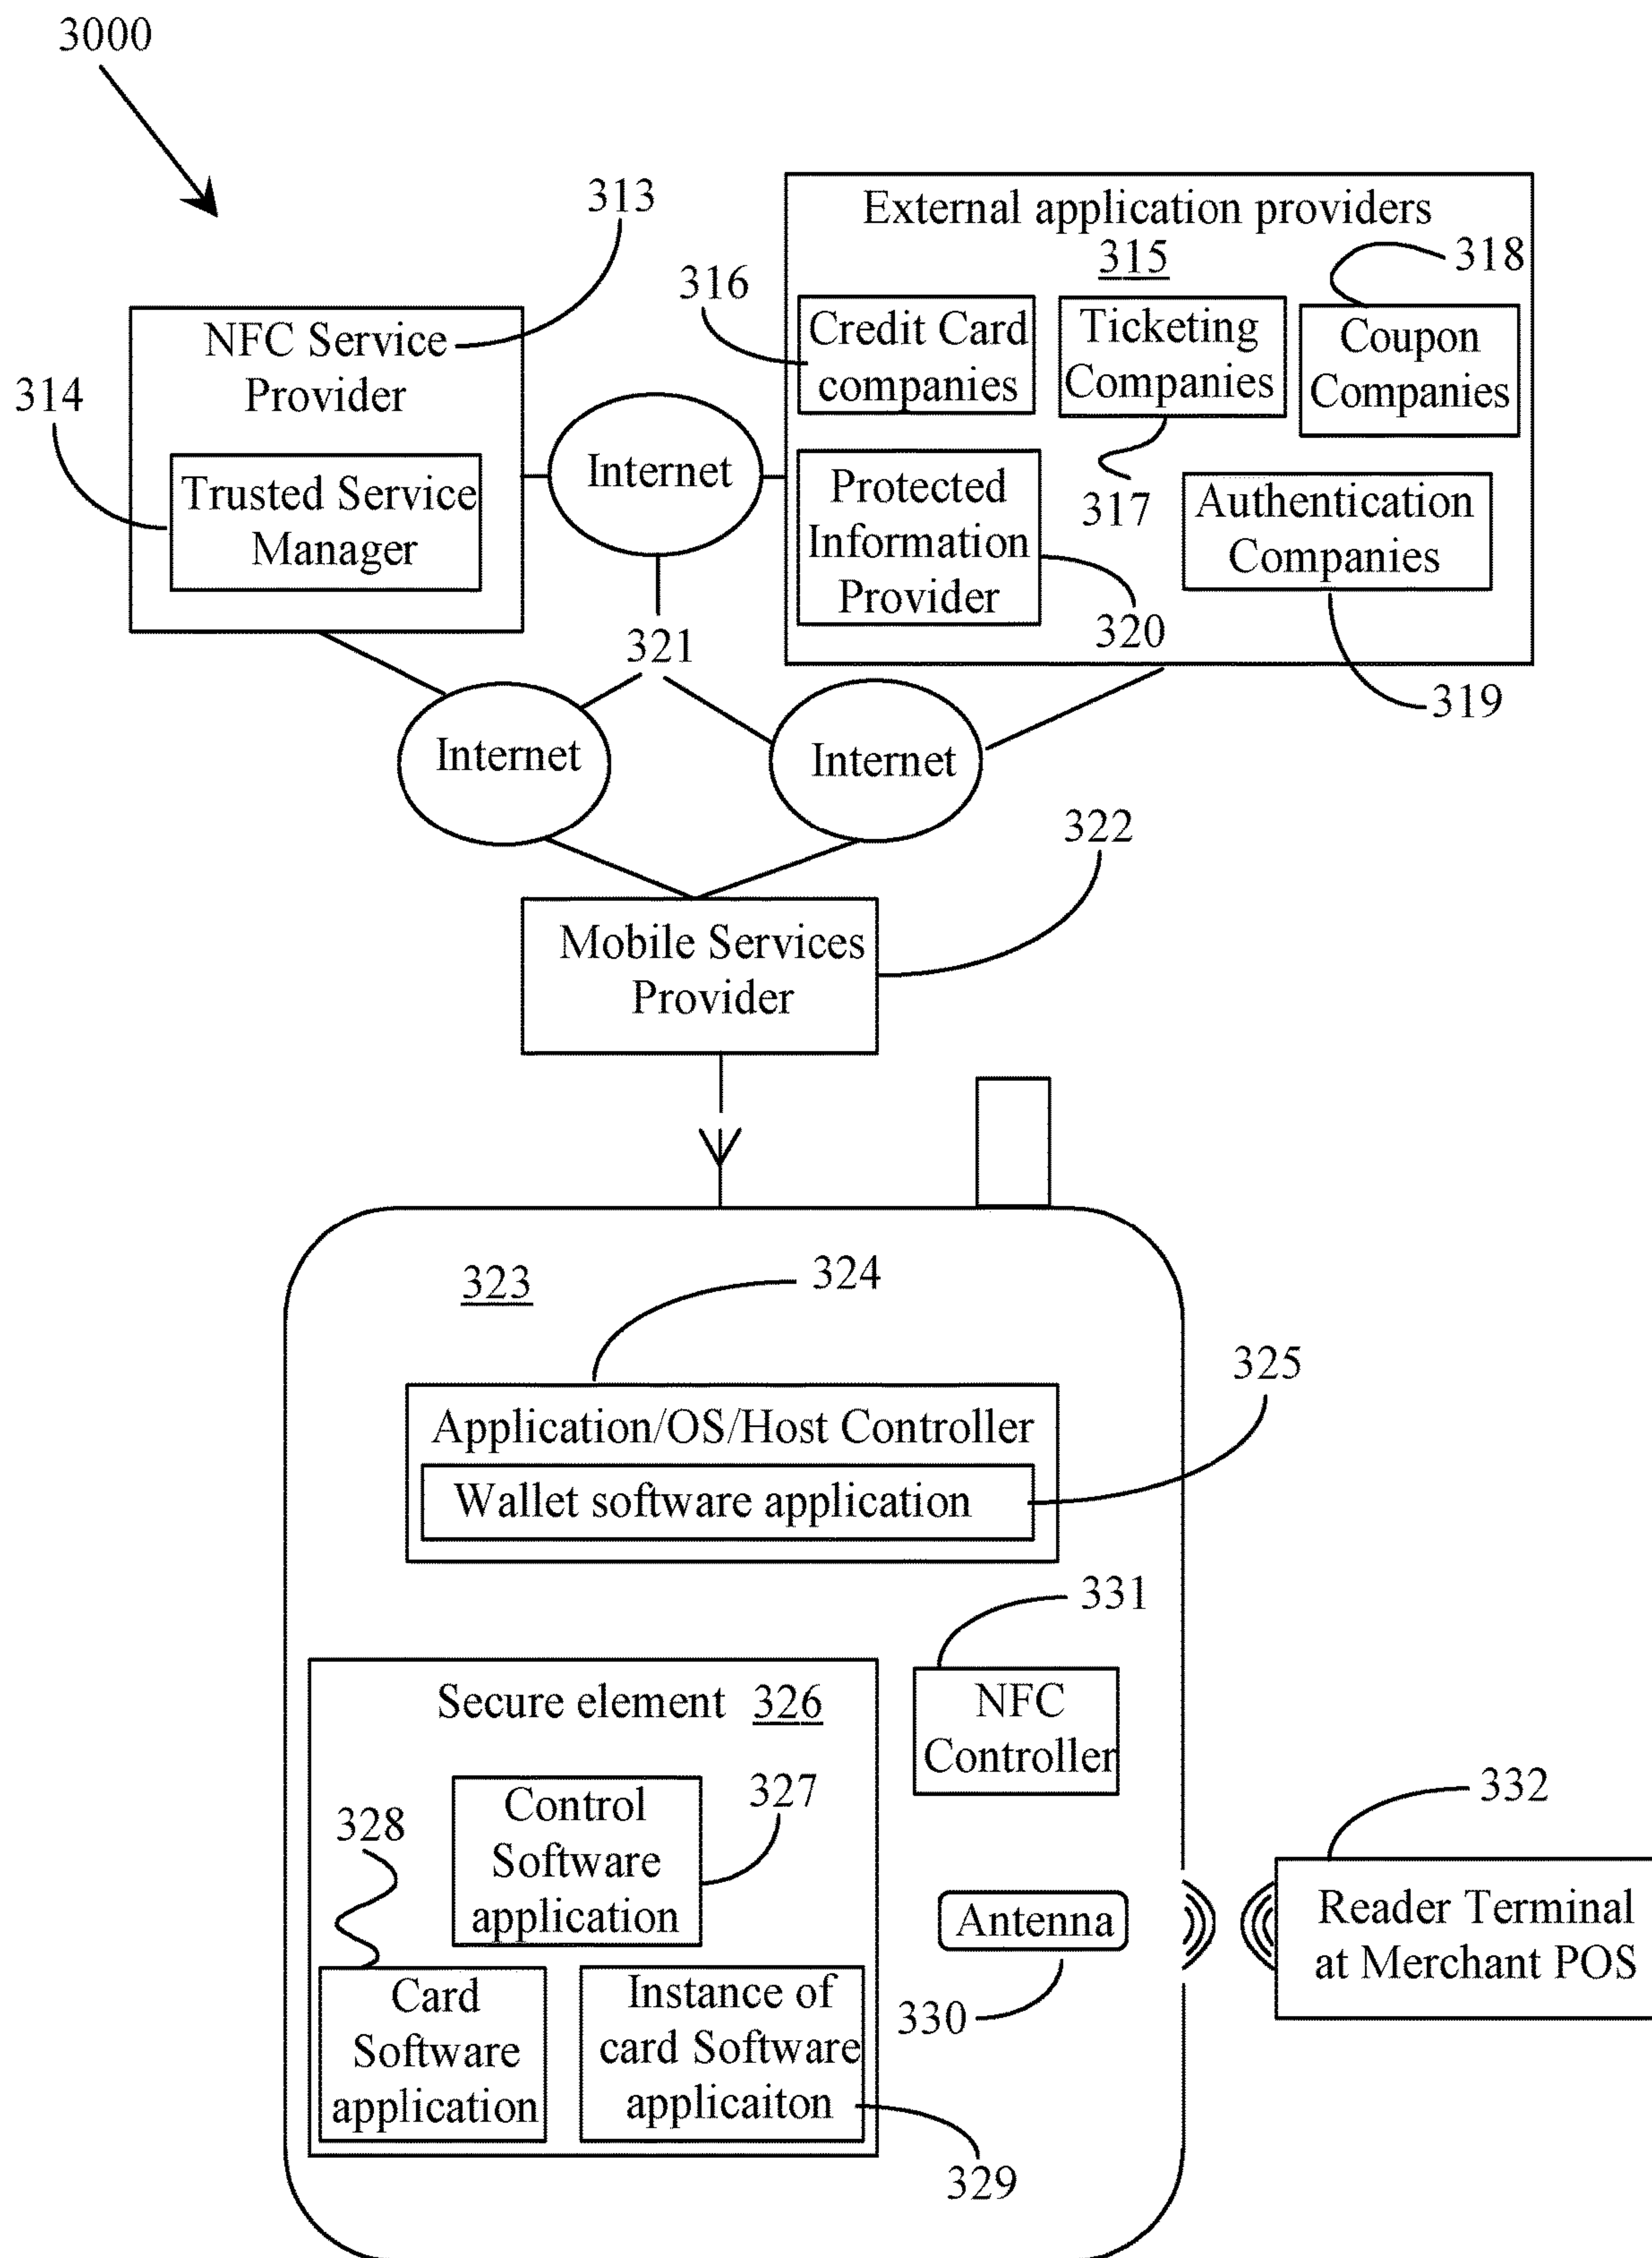 3000
313
External application providers
315
318
316
NFC Service
Provider
Credit Card
companies
Ticketing
Companies
Coupon
Companies
314
Internet
Trusted Service
Manager
Protected
Information
Provider
317
Authentication
Companies
320
321
319
Internet
Internet
322
Mobile Services
Provider
323
324
325
Application/OS/Host Controller
Wallet software application
331
Secure element 326
NFC
Controller
327
332
328
Control
Software
application
Antenna
Reader Terminal
at Merchant POS
330
Card
Software
application
Instance of
card Software
applicaiton
329